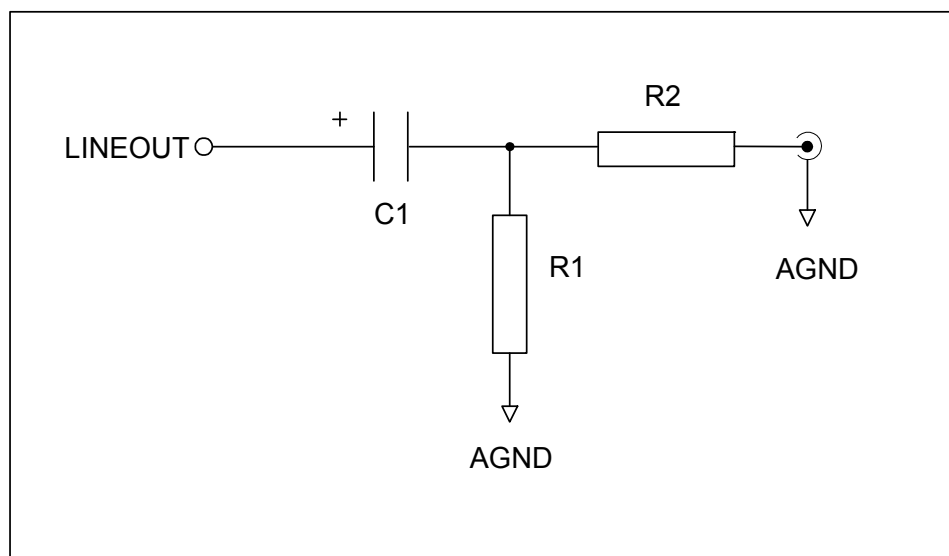 R2
+
LINEOUT
C1
R1
AGND
AGND